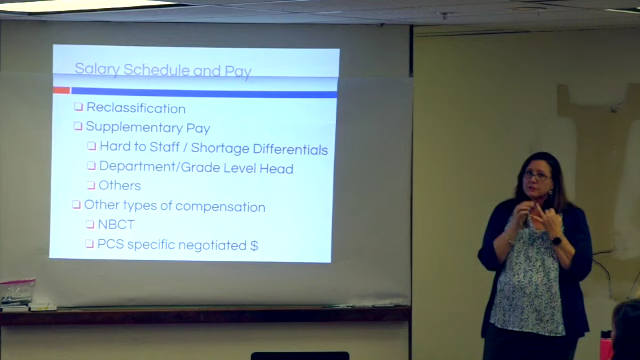 Salary Schedule and Pay
Reclassification
Supplementary Pay
Hard to Staff / Shortage Differentials
Department/Grade Level Head
Others
Other types of compensation
NBCT
PCS specific negotiated $